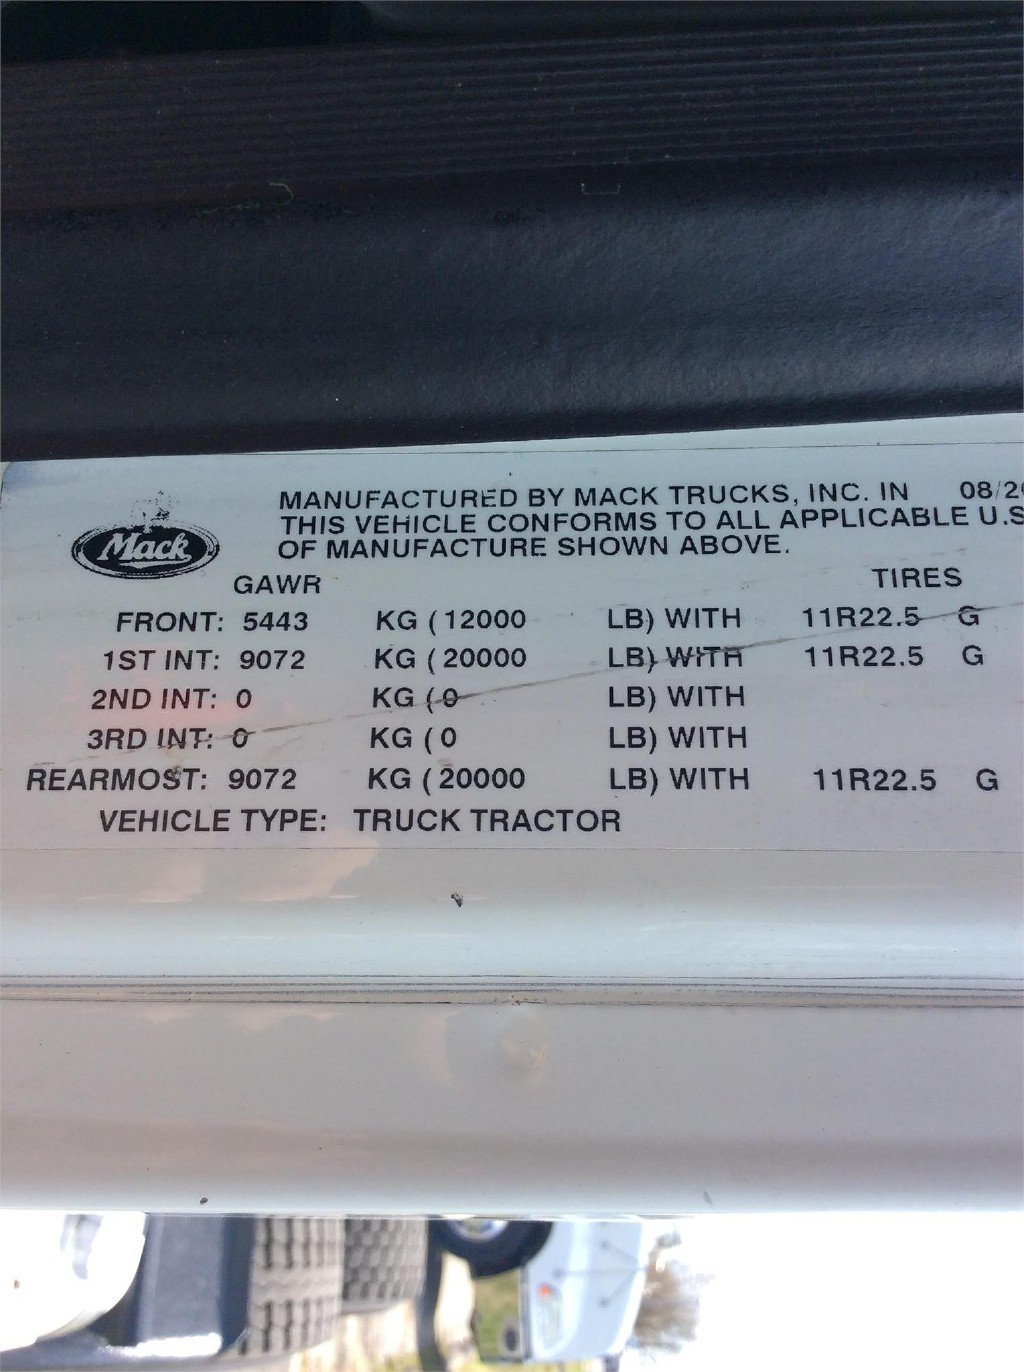 MANUFACTURED BY MACK TRUCKS, INC. IN 08/20
THIS VEHICLE CONFORMS TO ALL APPLICABLE U.S
OF MANUFACTURE SHOWN ABOVE.
Mack
GAWR TIRES
FRONT: 5443 KG ( 12000 LB) WITH 11R22.5 G
1ST INT: 9072 KG ( 20000 LB) WITH 11R22.5 G
2ND INT: 0 KG ( 0 LB) WITH
3RD INT: 0 KG ( 0 LB) WITH
REARMOST: 9072 KG ( 20000 LB) WITH 11R22.5 G
VEHICLE TYPE: TRUCK TRACTOR